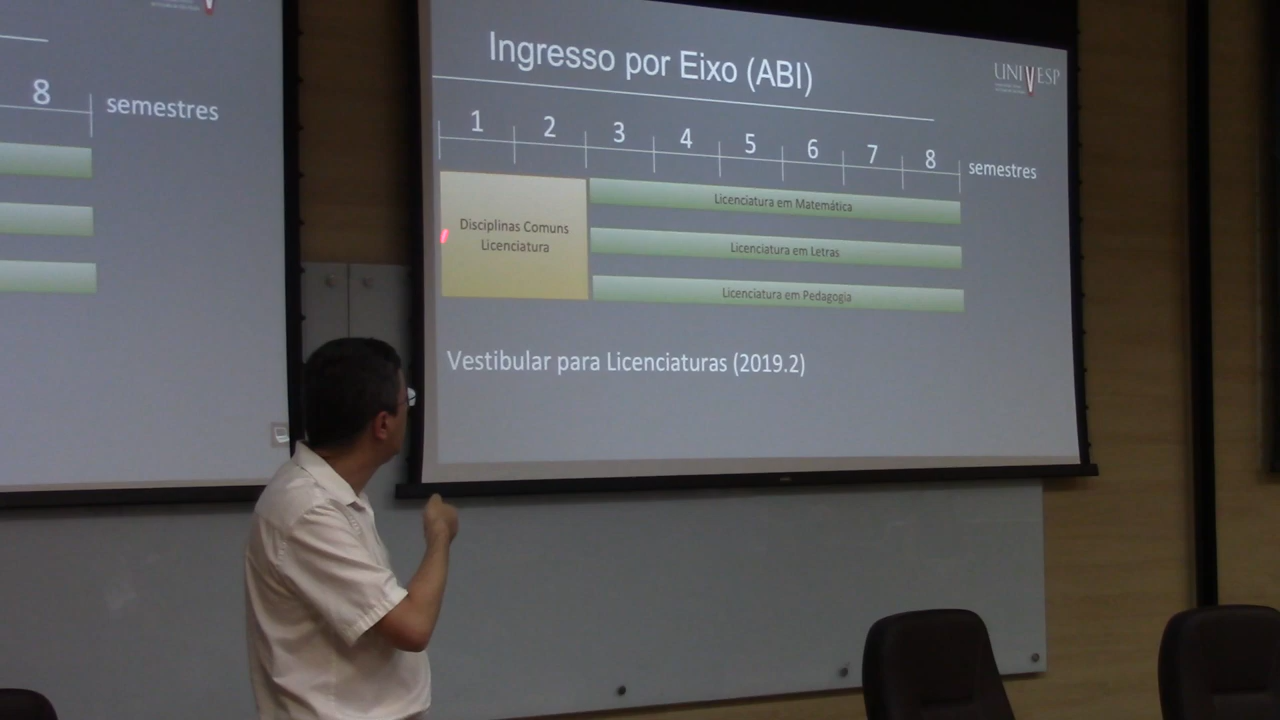 8
semestres
Ingresso por Eixo (ABI)
UNIVESP
1 2 3 4 5 6 7 8 semestres
Disciplinas Comuns
Licenciatura
Licenciatura em Matemática
Licenciatura em Letras
Licenciatura em Pedagogia
Vestibular para Licenciaturas (2019.2)